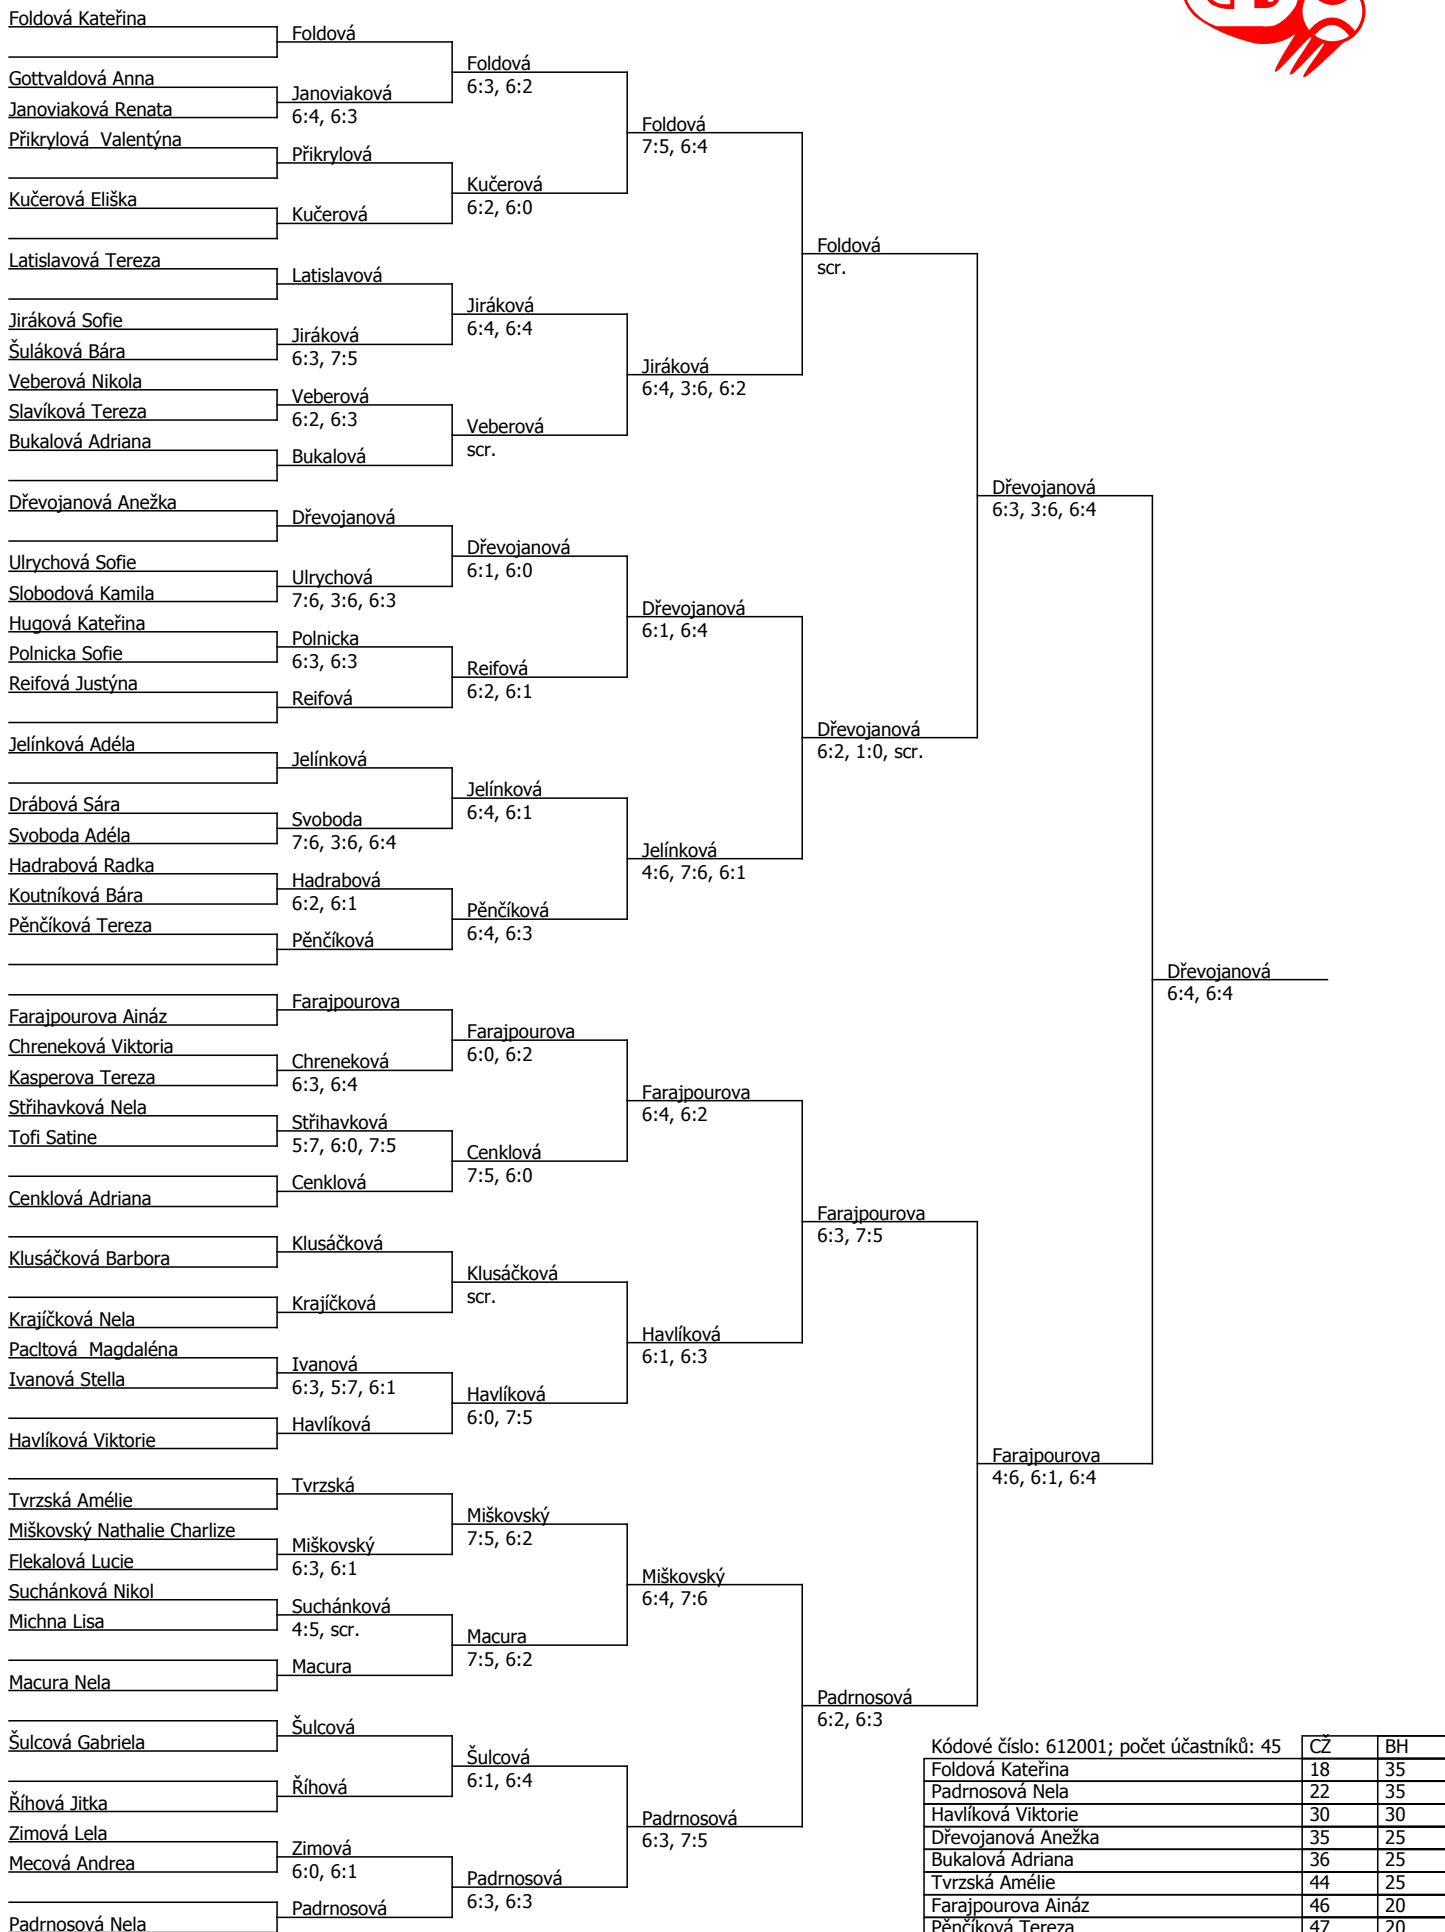 Foldová Kateřina
Gottvaldová Anna
Janoviaková Renata
Přikrylová  Valentýna
Kučerová Eliška
Latislavová Tereza
Jiráková Sofie
Šuláková Bára
Veberová Nikola
Slavíková Tereza
Bukalová Adriana
Dřevojanová Anežka
Ulrychová Sofie
Slobodová Kamila
Hugová Kateřina
Polnicka Sofie
Reifová Justýna
Jelínková Adéla
Drábová Sára
Svoboda Adéla
Hadrabová Radka
Koutníková Bára
Pěnčíková Tereza
Farajpourova Aináz
Chreneková Viktoria
Kasperova Tereza
Střihavková Nela
Tofi Satine
Cenklová Adriana
Klusáčková Barbora
Krajíčková Nela
Pacltová  Magdaléna
Ivanová Stella
Havlíková Viktorie
Tvrzská Amélie
Miškovský Nathalie Charlize
Flekalová Lucie
Suchánková Nikol
Michna Lisa
Macura Nela
Šulcová Gabriela
Říhová Jitka
Zimová Lela
Mecová Andrea
Padrnosová Nela
Foldová
Janoviaková
6:4, 6:3
Přikrylová
Kučerová
Latislavová
Jiráková
6:3, 7:5
Veberová
6:2, 6:3
Bukalová
Dřevojanová
Ulrychová
7:6, 3:6, 6:3
Polnicka
6:3, 6:3
Reifová
Jelínková
Svoboda
7:6, 3:6, 6:4
Hadrabová
6:2, 6:1
Pěnčíková
Farajpourova
Chreneková
6:3, 6:4
Střihavková
5:7, 6:0, 7:5
Cenklová
Klusáčková
Krajíčková
Ivanová
6:3, 5:7, 6:1
Havlíková
Tvrzská
Miškovský
6:3, 6:1
Suchánková
4:5, scr.
Macura
Šulcová
Říhová
Zimová
6:0, 6:1
Padrnosová
Foldová
6:3, 6:2
Kučerová
6:2, 6:0
Jiráková
6:4, 6:4
Veberová
scr.
Dřevojanová
6:1, 6:0
Reifová
6:2, 6:1
Jelínková
6:4, 6:1
Pěnčíková
6:4, 6:3
Farajpourova
6:0, 6:2
Cenklová
7:5, 6:0
Klusáčková
scr.
Havlíková
6:0, 7:5
Miškovský
7:5, 6:2
Macura
7:5, 6:2
Šulcová
6:1, 6:4
Padrnosová
6:3, 6:3
Foldová
7:5, 6:4
Jiráková
6:4, 3:6, 6:2
Dřevojanová
6:1, 6:4
Jelínková
4:6, 7:6, 6:1
Farajpourova
6:4, 6:2
Havlíková
6:1, 6:3
Miškovský
6:4, 7:6
Padrnosová
6:3, 7:5
Foldová
scr.
Dřevojanová
6:2, 1:0, scr.
Farajpourova
6:3, 7:5
Padrnosová
6:2, 6:3
Dřevojanová
6:3, 3:6, 6:4
Farajpourova
4:6, 6:1, 6:4
Dřevojanová
6:4, 6:4
Kódové číslo: 612001; počet účastníků: 45 CŽ BH
Foldová Kateřina 18 35
Padrnosová Nela 22 35
Havlíková Viktorie 30 30
Dřevojanová Anežka 35 25
Bukalová Adriana 36 25
Tvrzská Amélie 44 25
Farajpourova Aináz 46 20
Pěnčíková Tereza 47 20